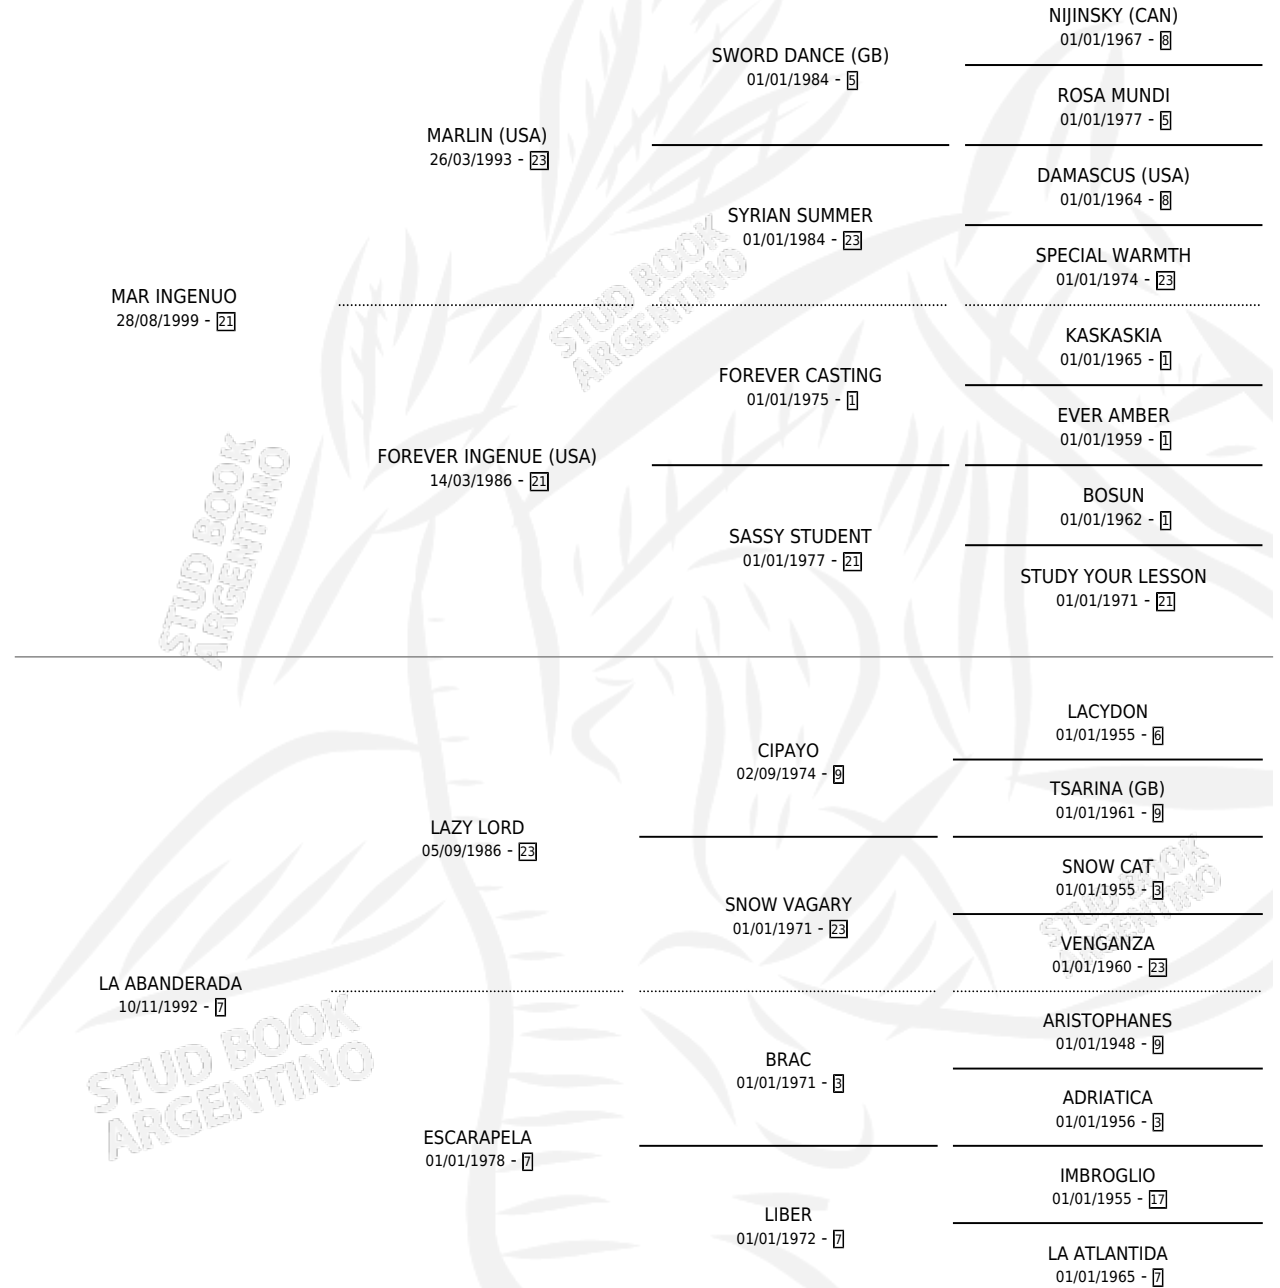 NIJINSKY (CAN)
01/01/1967 - 8
SWORD DANCE (GB)
01/01/1984 - 5
ROSA MUNDI
01/01/1977 - 5
MARLIN (USA)
26/03/1993 - 23
DAMASCUS (USA)
01/01/1964 - 8
SYRIAN SUMMER
01/01/1984 - 23
SPECIAL WARMTH
01/01/1974 - 23
MAR INGENUO
28/08/1999 - 21
STUD BOOK
ARGENTINO
KASKASKIA
01/01/1965 - 1
FOREVER CASTING
01/01/1975 - 1
EVER AMBER
01/01/1959 - 1
FOREVER INGENUE (USA)
14/03/1986 - 21
BOSUN
01/01/1962 - 1
SASSY STUDENT
01/01/1977 - 21
STUDY YOUR LESSON
01/01/1971 - 21
STUD BOOK
ARGENTINO
LACYDON
01/01/1955 - 6
CIPAYO
02/09/1974 - 9
TSARINA (GB)
01/01/1961 - 9
LAZY LORD
05/09/1986 - 23
SNOW CAT
01/01/1955 - 3
SNOW VAGARY
01/01/1971 - 23
STUD BOOK
ARGENTINO
VENGANZA
01/01/1960 - 23
LA ABANDERADA
10/11/1992 - 7
ARISTOPHANES
01/01/1948 - 9
BRAC
01/01/1971 - 3
STUD BOOK
ARGENTINO
ADRIATICA
01/01/1956 - 3
ESCARAPELA
01/01/1978 - 7
IMBROGLIO
01/01/1955 - 17
LIBER
01/01/1972 - 7
LA ATLANTIDA
01/01/1965 - 7